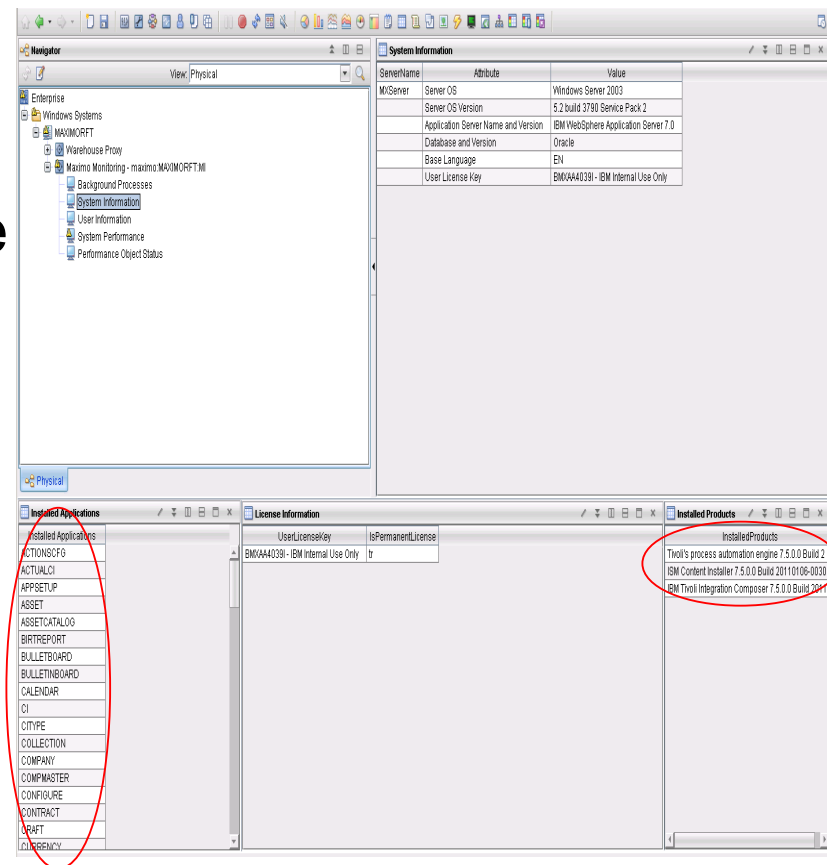 Navigator
View: Physical
Enterprise
Windows Systems
MAXIMORFT
Warehouse Proxy
Maximo Monitoring - maximo:MAXIMORFT:MI
Background Processes
System Information
User Information
System Performance
Performance Object Status
Physical
e
System Information
ServerName Attribute Value
MXServer Server OS Windows Server 2003
Server OS Version 5.2 build 3790 Service Pack 2
Application Server Name and Version IBM WebSphere Application Server 7.0
Database and Version Oracle
Base Language EN
User License Key BMXAA4039I - IBM Internal Use Only
Installed Applications
Installed Applications
ACTIONSCFG
ACTUALCI
APPSETUP
ASSET
ASSETCATALOG
BIRTREPORT
BULLETBOARD
BULLETINBOARD
CALENDAR
CI
CITYPE
COLLECTION
COMPANY
COMPMASTER
CONFIGURE
CONTRACT
CRAFT
CURRENCY
License Information
UserLicenseKey IsPermanentLicense
BMXAA4039I - IBM Internal Use Only tr
Installed Products
InstalledProducts
Tivoli's process automation engine 7.5.0.0 Build 2
ISM Content Installer 7.5.0.0 Build 20110106-0030
IBM Tivoli Integration Composer 7.5.0.0 Build 2011